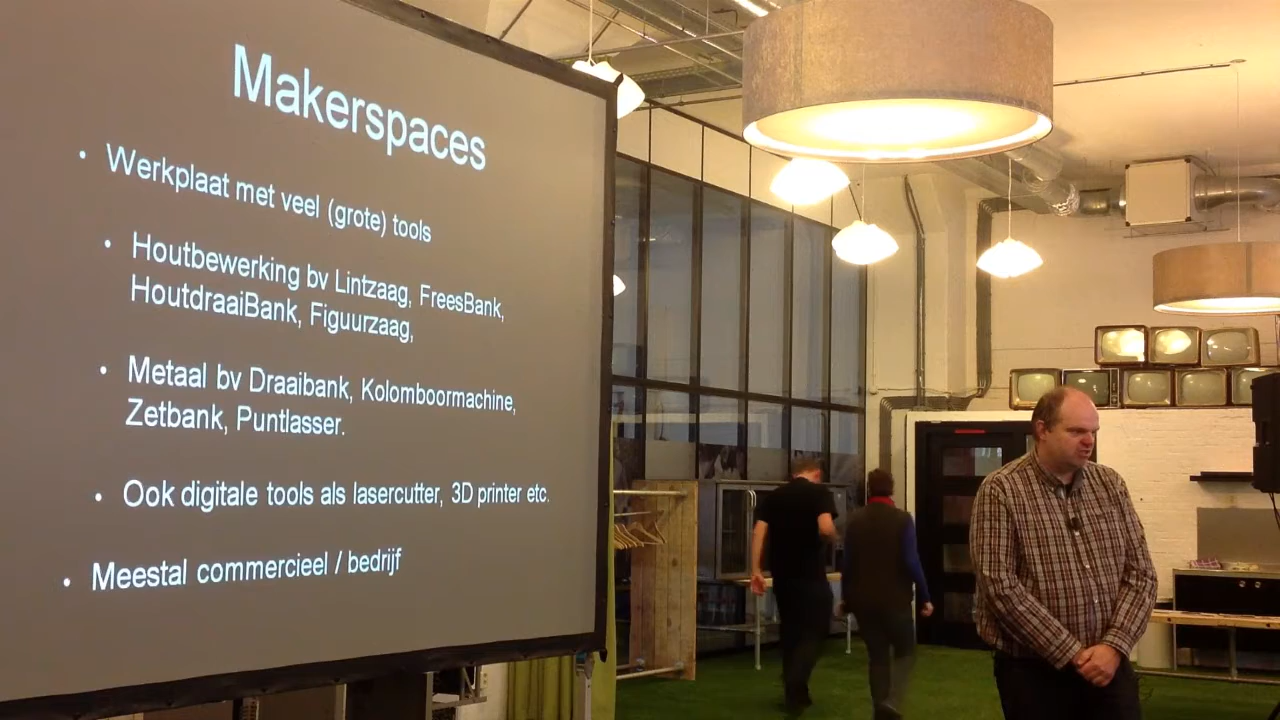 Makerspaces
• Werkplaat met veel (grote) tools
• Houtbewerking bv Lintzaag, FreesBank,
HoutdraaiBank, Figuurzaag,
• Metaal bv Draaibank, Kolomboormachine,
Zetbank, Puntlasser.
• Ook digitale tools als lasercutter, 3D printer etc.
• Meestal commercieel / bedrijf